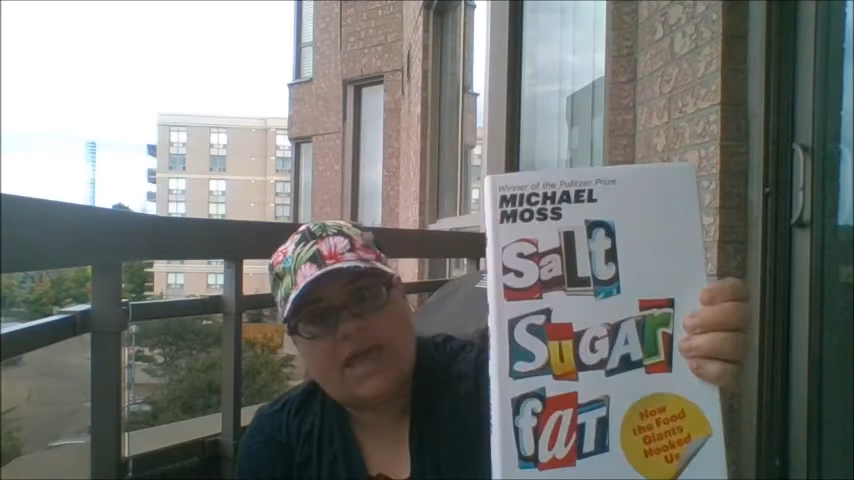 Winner of the Pulitzer Prize
MICHAEL
MOSS
Salt
SUGAr
fAT
How
the Food
Giants
Hooked
Us